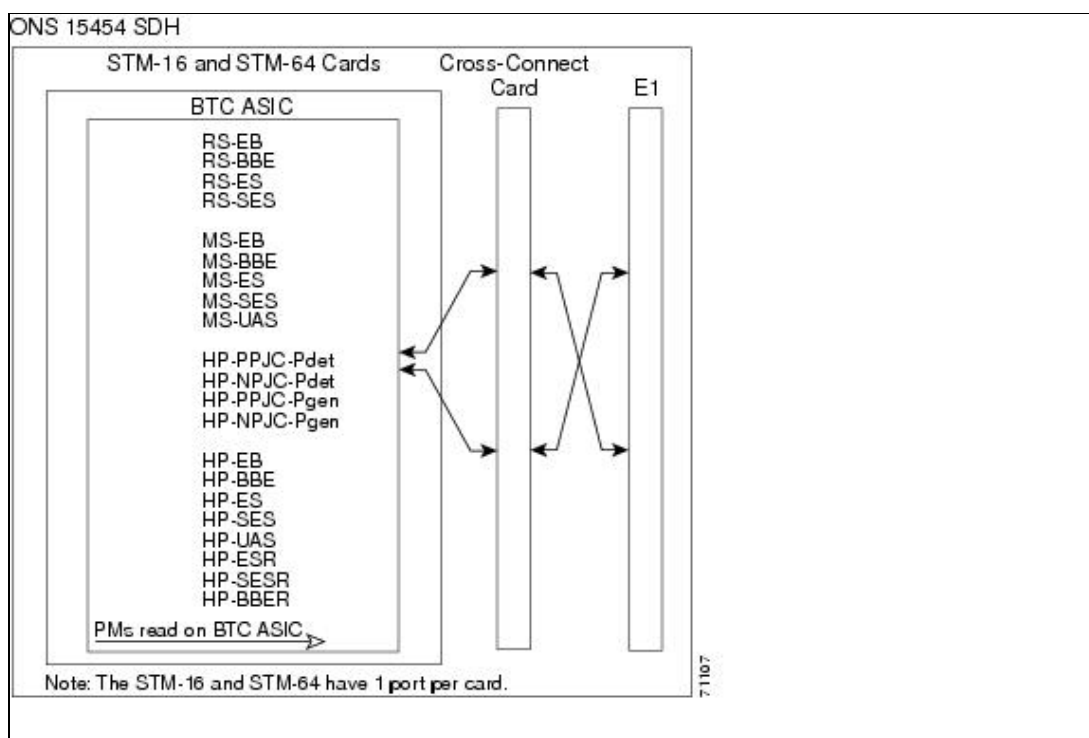 ONS 15454 SDH
STM-16 and STM-64 Cards
Cross-Connect
Card
E1
BTC ASIC
RS-EB
RS-BBE
RS-ES
RS-SES
MS-EB
MS-BBE
MS-ES
MS-SES
MS-UAS
HP-PPJC-Pdet
HP-NPJC-Pdet
HP-PPJC-Pgen
HP-NPJC-Pgen
HP-EB
HP-BBE
HP-ES
HP-SES
HP-UAS
HP-ESR
HP-SESR
HP-BBER
PMs read on BTC ASIC
Note: The STM-16 and STM-64 have 1 port per card.
71107